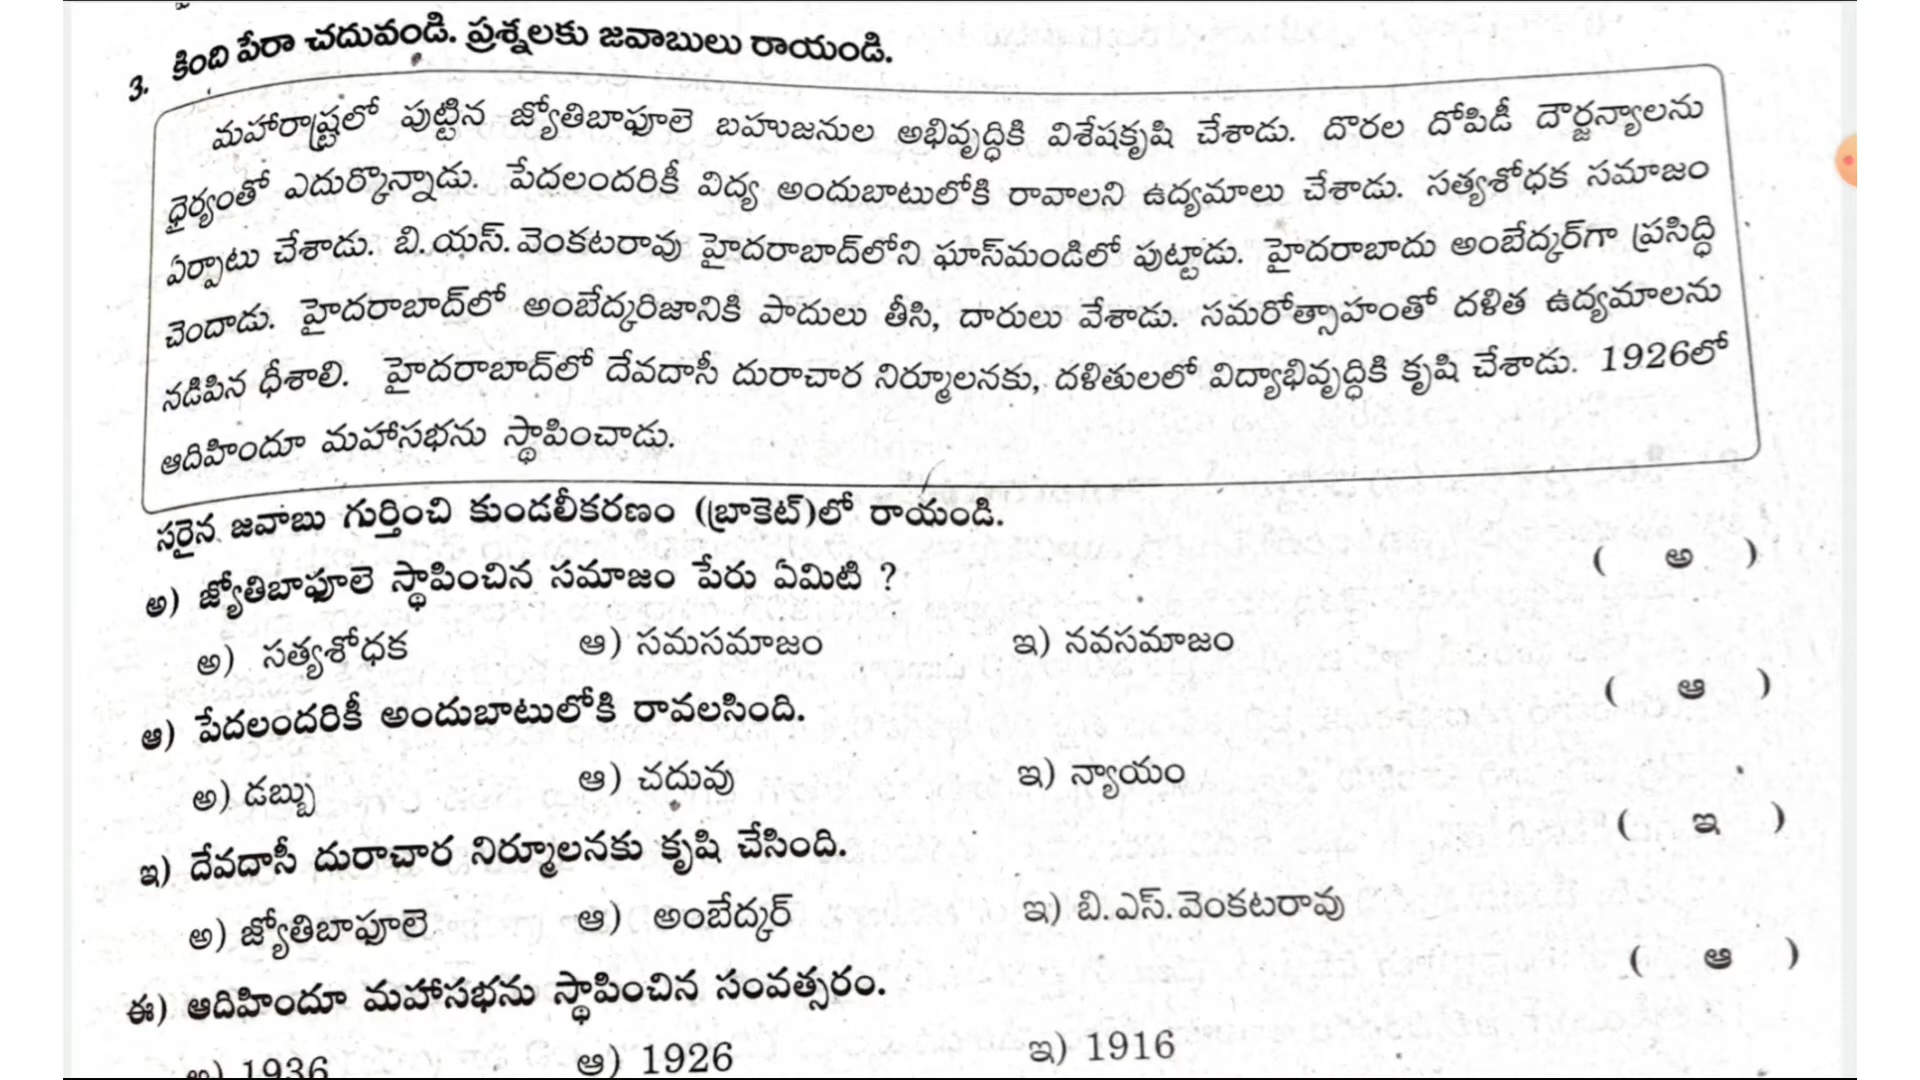 3. కింది పేరా చదువండి. ప్రశ్నలకు జవాబులు రాయండి.
మహారాష్ట్రలో పుట్టిన జ్యోతిబాఫూలె బహుజనుల అభివృద్ధికి విశేషకృషి చేశాడు. దొరల దోపిడీ దౌర్జన్యాలను
ధైర్యంతో ఎదుర్కొన్నాడు. పేదలందరికీ విద్య అందుబాటులోకి రావాలని ఉద్యమాలు చేశాడు. సత్యశోధక సమాజం
ఏర్పాటు చేశాడు. బి.యస్.వెంకటరావు హైదరాబాద్‌లోని ఘాస్‌మండిలో పుట్టాడు. హైదరాబాదు అంబేద్కర్‌గా ప్రసిద్ధి
చెందాడు. హైదరాబాద్‌లో అంబేద్కరిజానికి పాదులు తీసి, దారులు వేశాడు. సమరోత్సాహంతో దళిత ఉద్యమాలను
నడిపిన ధీశాలి. హైదరాబాద్‌లో దేవదాసీ దురాచార నిర్మూలనకు, దళితులలో విద్యాభివృద్ధికి కృషి చేశాడు. 1926లో
ఆదిహిందూ మహాసభను స్థాపించాడు.
సరైన జవాబు గుర్తించి కుండలీకరణం (బ్రాకెట్)లో రాయండి.
అ) జ్యోతిబాఫూలె స్థాపించిన సమాజం పేరు ఏమిటి ? ( అ )
అ) సత్యశోధక ఆ) సమసమాజం ఇ) నవసమాజం
ఆ) పేదలందరికీ అందుబాటులోకి రావలసింది. ( ఆ )
అ) డబ్బు ఆ) చదువు ఇ) న్యాయం
ఇ) దేవదాసీ దురాచార నిర్మూలనకు కృషి చేసింది. ( ఇ )
అ) జ్యోతిబాఫూలె ఆ) అంబేద్కర్ ఇ) బి.ఎస్.వెంకటరావు
ఈ) ఆదిహిందూ మహాసభను స్థాపించిన సంవత్సరం. ( ఆ )
అ) 1936 ఆ) 1926 ఇ) 1916